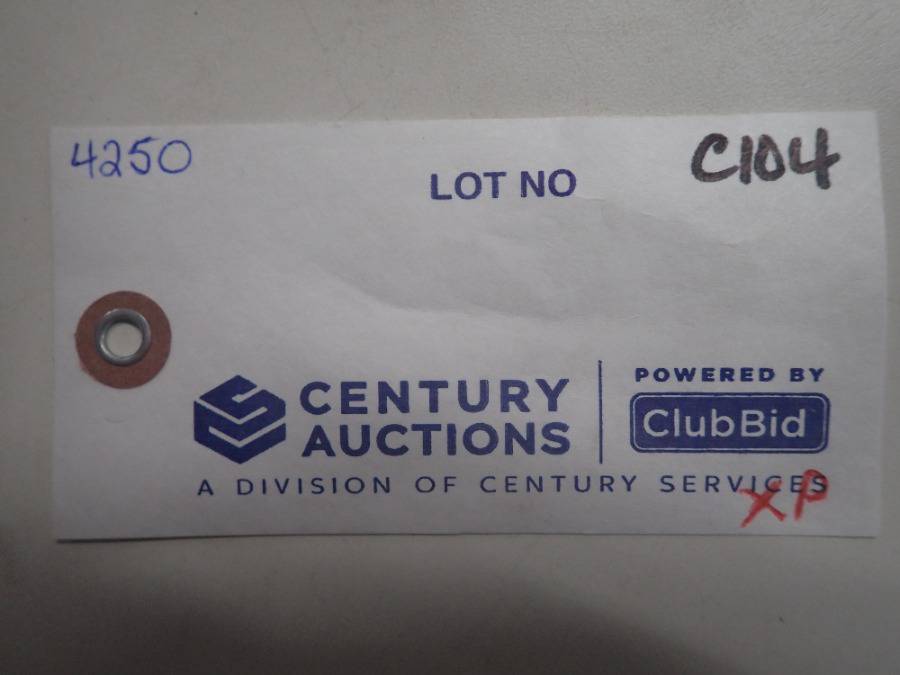 4250
LOT NO
C104
CENTURY
AUCTIONS
POWERED BY
ClubBid
A DIVISION OF CENTURY SERVICES
XP